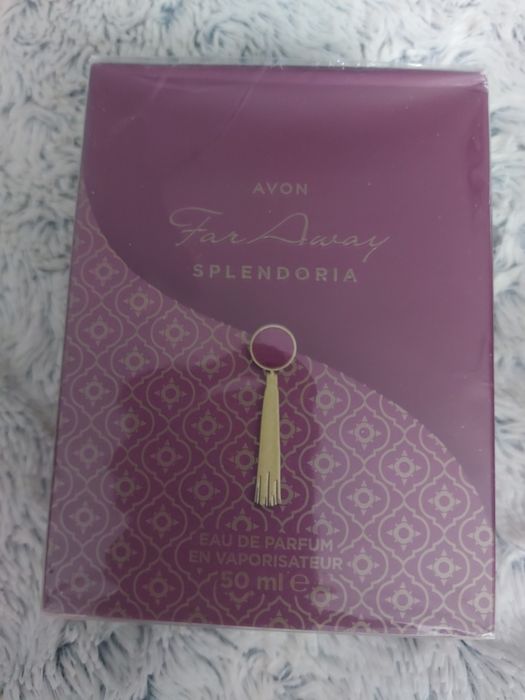 AVON
Far Away
SPLENDORIA
EAU DE PARFUM
EN VAPORISATEUR
50 ml ℮